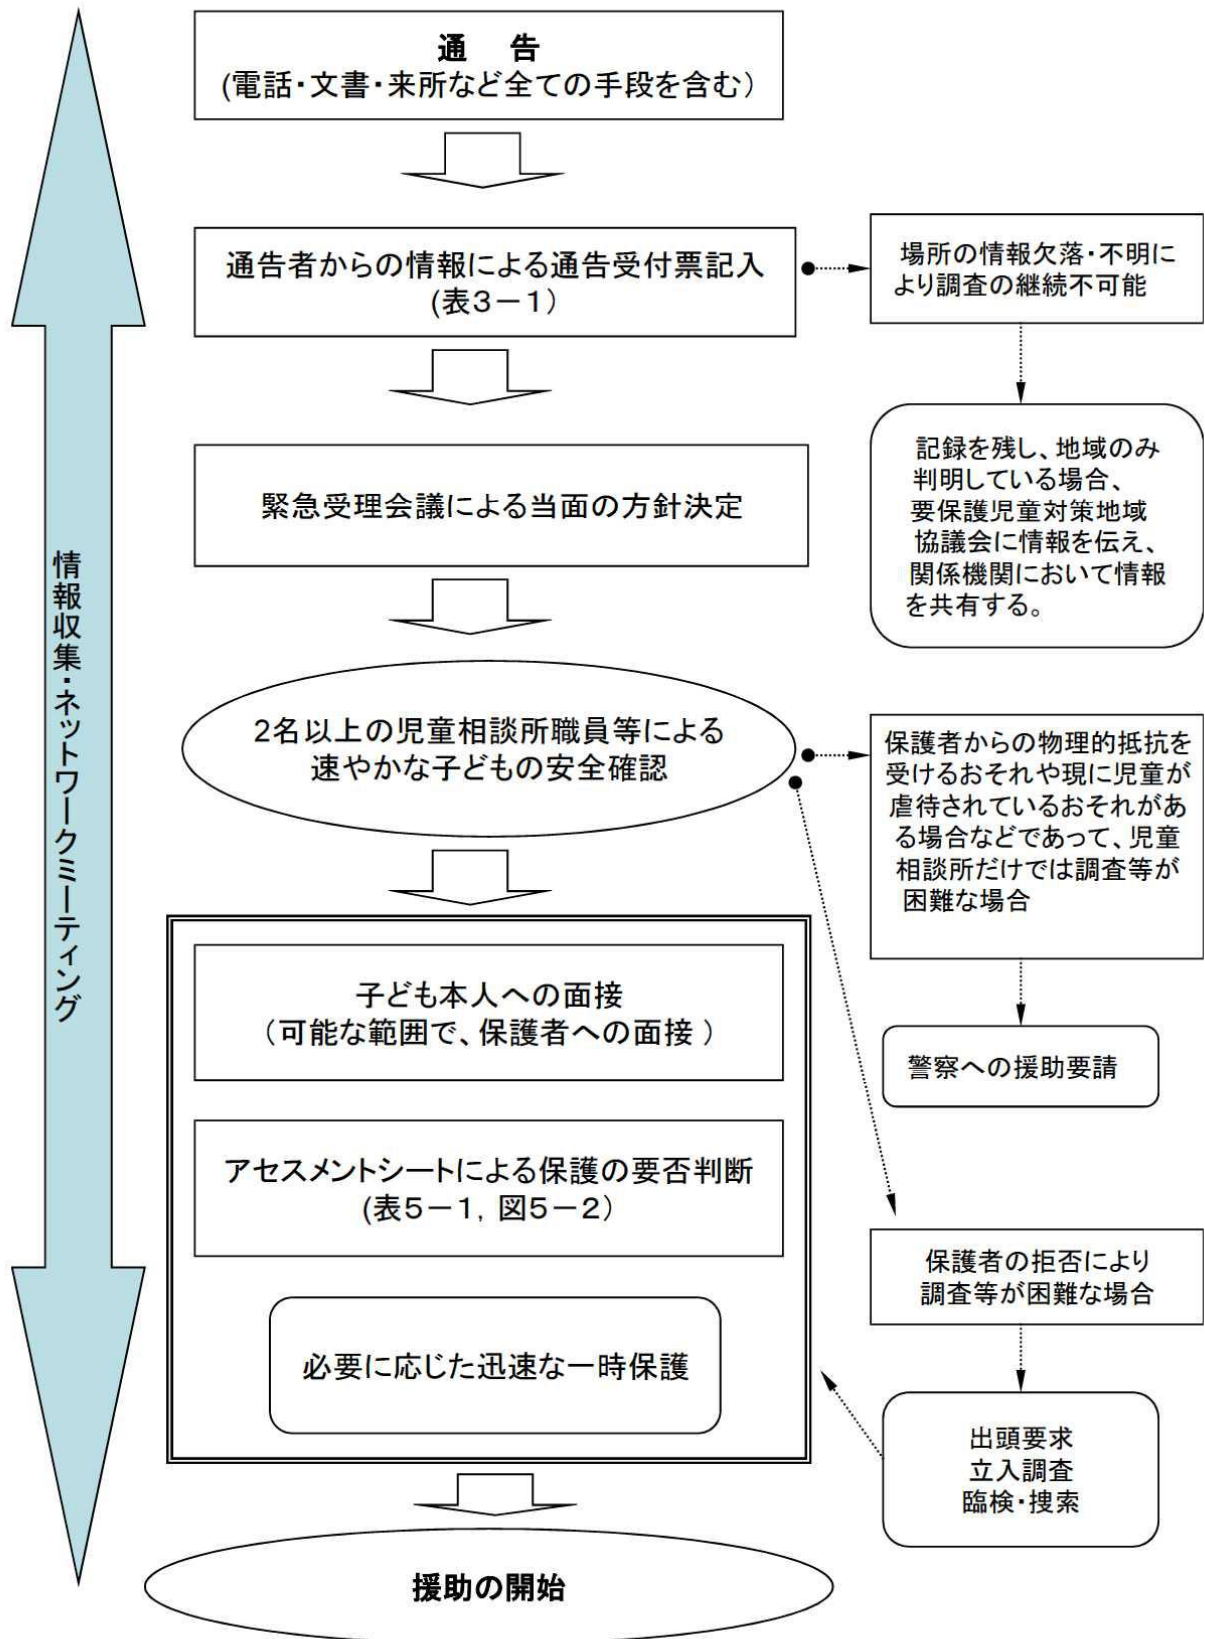 通　告
(電話・文書・来所など全ての手段を含む)
通告者からの情報による通告受付票記入
(表3－1)
場所の情報欠落・不明に
より調査の継続不可能
記録を残し、地域のみ
判明している場合、
要保護児童対策地域
協議会に情報を伝え、
関係機関において情報
を共有する。
緊急受理会議による当面の方針決定
情報収集・ネットワークミーティング
2名以上の児童相談所職員等による
速やかな子どもの安全確認
保護者からの物理的抵抗を
受けるおそれや現に児童が
虐待されているおそれがあ
る場合などであって、児童
相談所だけでは調査等が
困難な場合
警察への援助要請
子ども本人への面接
（可能な範囲で、保護者への面接 ）
アセスメントシートによる保護の要否判断
(表5－1, 図5－2)
必要に応じた迅速な一時保護
保護者の拒否により
調査等が困難な場合
出頭要求
立入調査
臨検・捜索
援助の開始